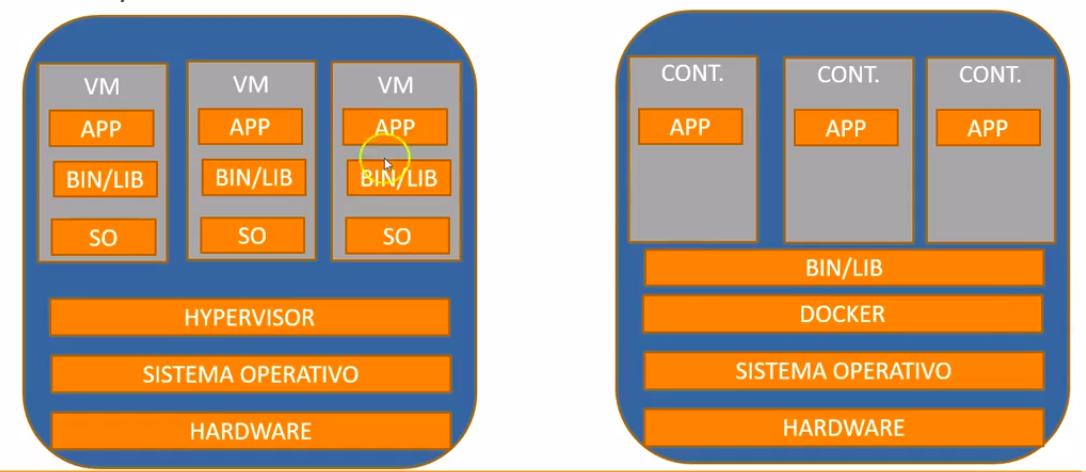 VM VM VM
APP APP APP
BIN/LIB BIN/LIB BIN/LIB
SO SO SO
HYPERVISOR
SISTEMA OPERATIVO
HARDWARE
CONT. CONT. CONT.
APP APP APP
BIN/LIB
DOCKER
SISTEMA OPERATIVO
HARDWARE